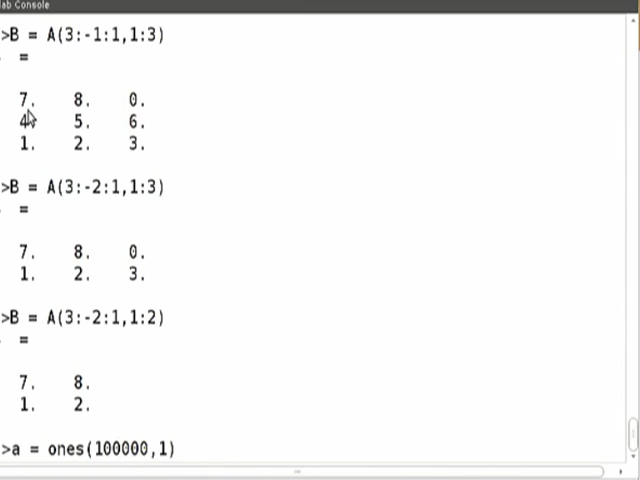 lab Console
>B = A(3:-1:1,1:3)
=
7. 8. 0.
4. 5. 6.
1. 2. 3.
>B = A(3:-2:1,1:3)
=
7. 8. 0.
1. 2. 3.
>B = A(3:-2:1,1:2)
=
7. 8.
1. 2.
>a = ones(100000,1)